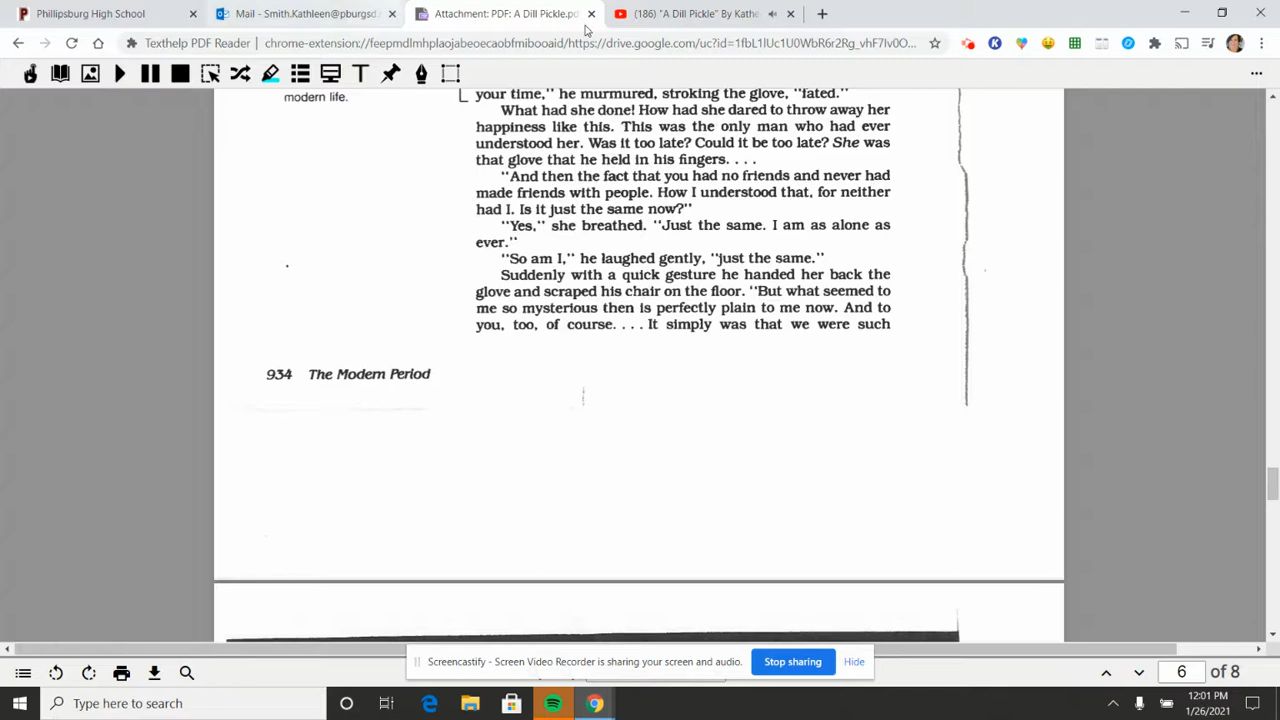 Phillipsburg High School
Mail - Smith.Kathleen@pburgsd.
Attachment: PDF: A Dill Pickle.pd
(186) "A Dill Pickle" By Kathe
Texthelp PDF Reader
chrome-extension://feepndlmhplaojabeoecaobfmibooaid/https://drive.google.com/uc?id=1fbL1lUc1U0WbR6r2Rg_vhF7Iv0O...
modern life.
your time," he murmured, stroking the glove, "fated."
What had she done! How had she dared to throw away her
happiness like this. This was the only man who had ever
understood her. Was it too late? Could it be too late? She was
that glove that he held in his fingers. . . .
"And then the fact that you had no friends and never had
made friends with people. How I understood that, for neither
had I. Is it just the same now?"
"Yes," she breathed. "Just the same. I am as alone as
ever."
"So am I," he laughed gently, "just the same."
Suddenly with a quick gesture he handed her back the
glove and scraped his chair on the floor. "But what seemed to
me so mysterious then is perfectly plain to me now. And to
you, too, of course. . . . It simply was that we were such
934 The Modern Period
Screencastify - Screen Video Recorder is sharing your screen and audio.
Stop sharing
Hide
6 of 8
Type here to search
12:01 PM
1/26/2021